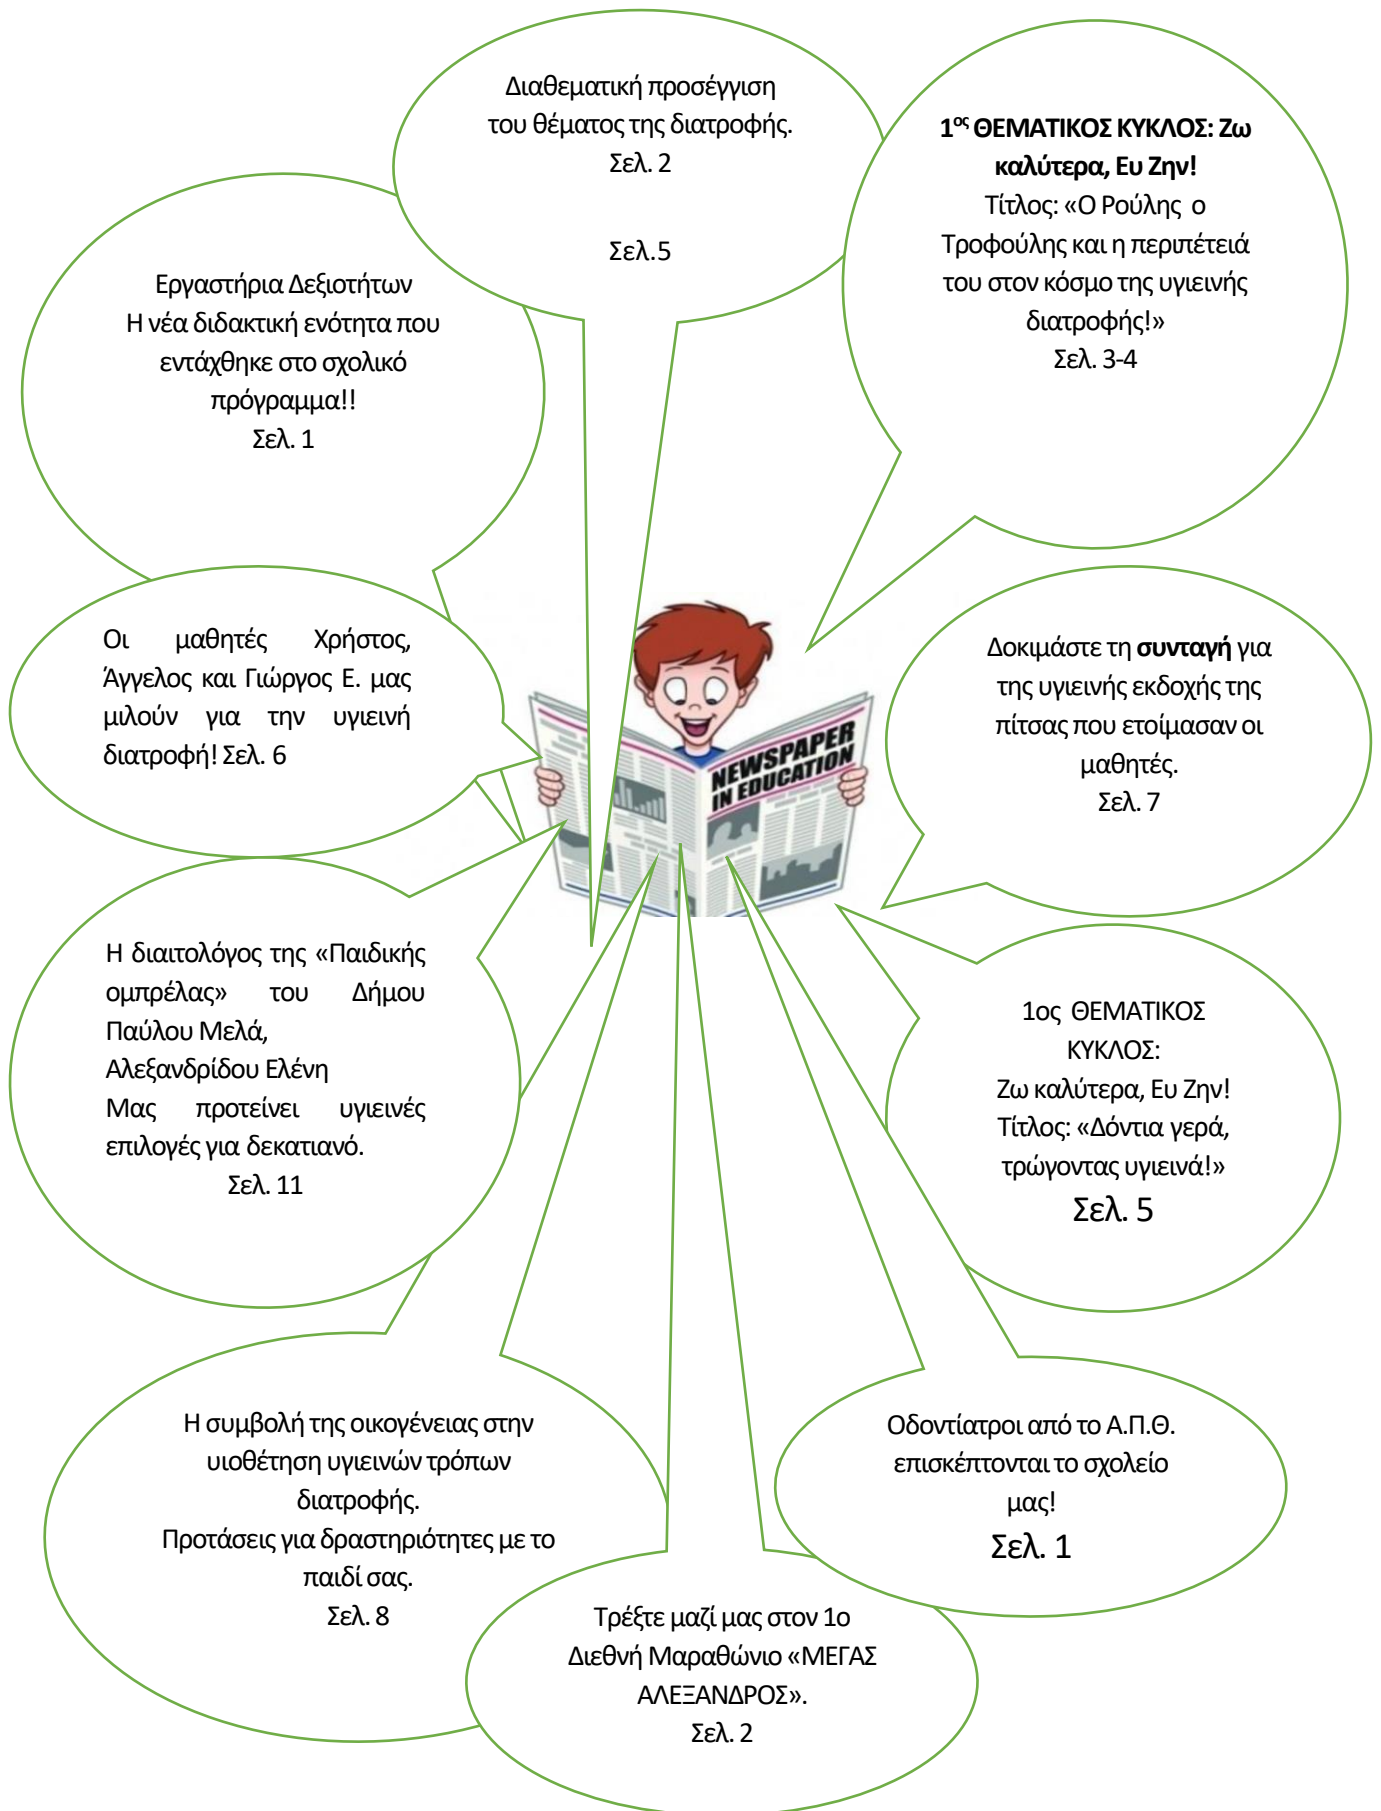 Διαθεματική προσέγγιση
του θέματος της διατροφής.
Σελ. 2
Σελ.5
1ος ΘΕΜΑΤΙΚΟΣ ΚΥΚΛΟΣ: Ζω
καλύτερα, Ευ Ζην!
Τίτλος: «Ο Ρούλης ο
Τροφούλης και η περιπέτειά
του στον κόσμο της υγιεινής
διατροφής!»
Σελ. 3-4
Εργαστήρια Δεξιοτήτων
Η νέα διδακτική ενότητα που
εντάχθηκε στο σχολικό
πρόγραμμα!!
Σελ. 1
Οι μαθητές Χρήστος,
Άγγελος και Γιώργος Ε. μας
μιλούν για την υγιεινή
διατροφή! Σελ. 6
NEWSPAPER
IN EDUCATION
Δοκιμάστε τη συνταγή για
της υγιεινής εκδοχής της
πίτσας που ετοίμασαν οι
μαθητές.
Σελ. 7
Η διαιτολόγος της «Παιδικής
ομπρέλας» του Δήμου
Παύλου Μελά,
Αλεξανδρίδου Ελένη
Μας προτείνει υγιεινές
επιλογές για δεκατιανό.
Σελ. 11
1ος ΘΕΜΑΤΙΚΟΣ
ΚΥΚΛΟΣ:
Ζω καλύτερα, Ευ Ζην!
Τίτλος: «Δόντια γερά,
τρώγοντας υγιεινά!»
Σελ. 5
Η συμβολή της οικογένειας στην
υιοθέτηση υγιεινών τρόπων
διατροφής.
Προτάσεις για δραστηριότητες με το
παιδί σας.
Σελ. 8
Οδοντίατροι από το Α.Π.Θ.
επισκέπτονται το σχολείο
μας!
Σελ. 1
Τρέξτε μαζί μας στον 1ο
Διεθνή Μαραθώνιο «ΜΕΓΑΣ
ΑΛΕΞΑΝΔΡΟΣ».
Σελ. 2